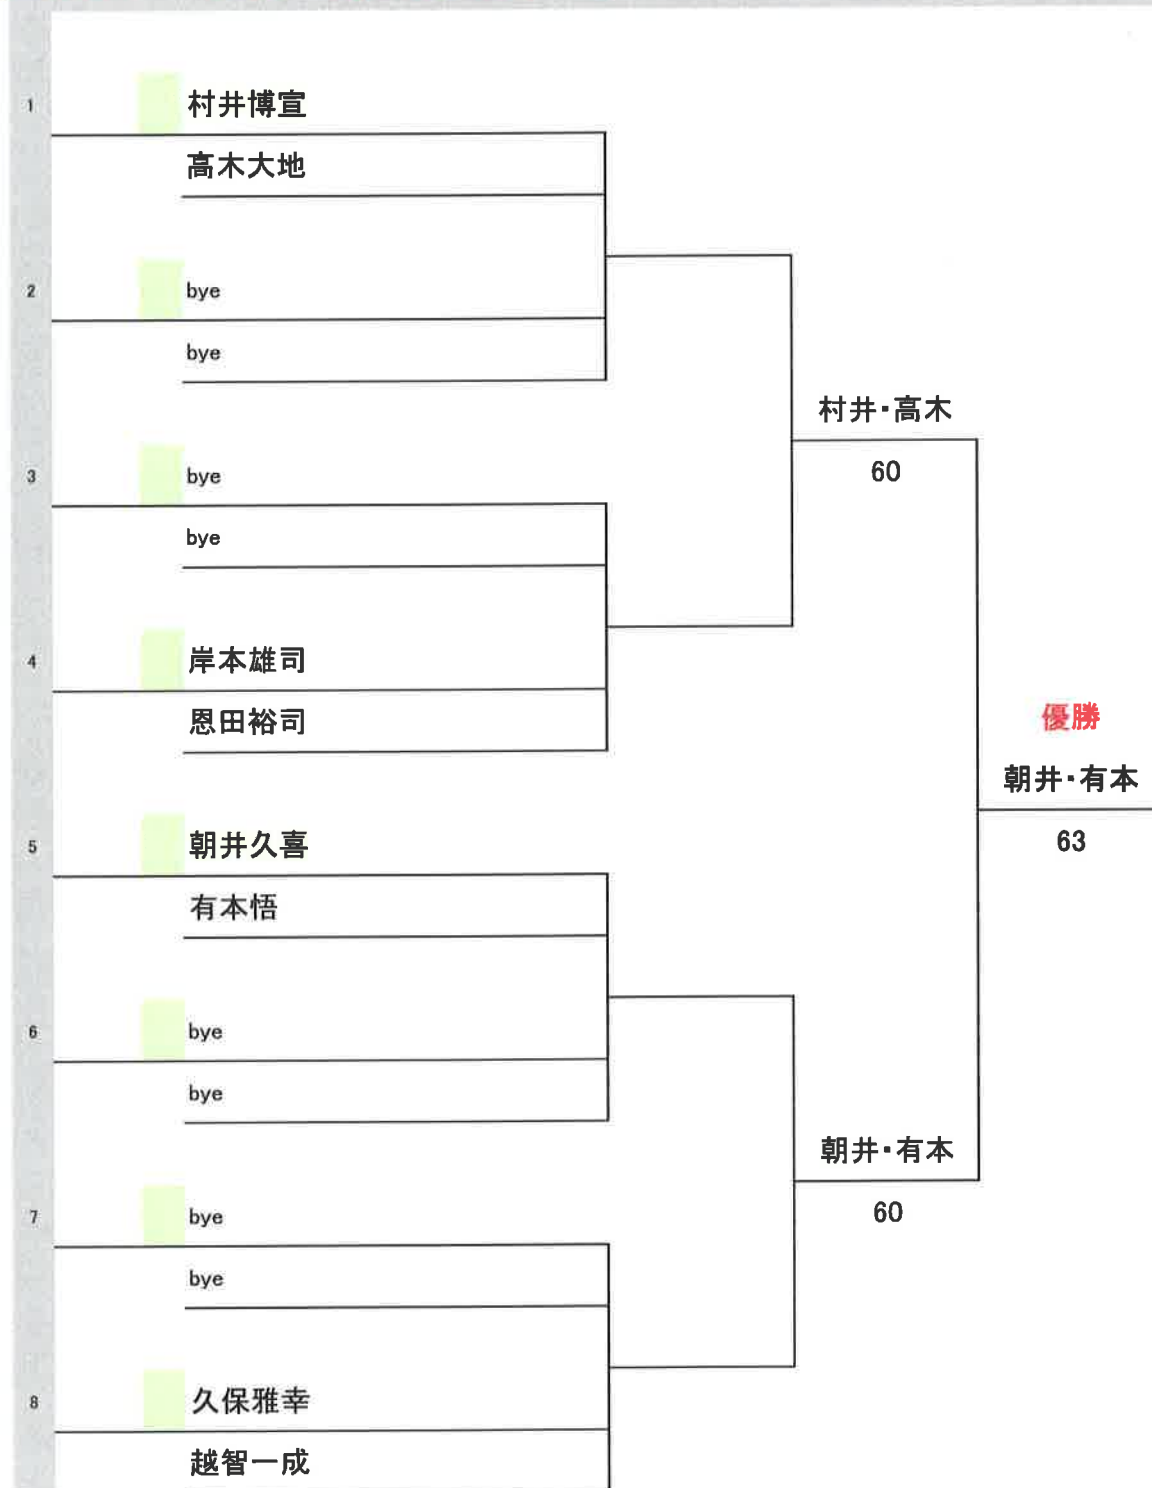 1 村井博宣
高木大地
2 bye
bye
村井・高木
3 bye
60
bye
4 岸本雄司
恩田裕司
優勝
朝井・有本
5 朝井久喜
63
有本悟
6 bye
bye
朝井・有本
7 bye
60
bye
8 久保雅幸
越智一成